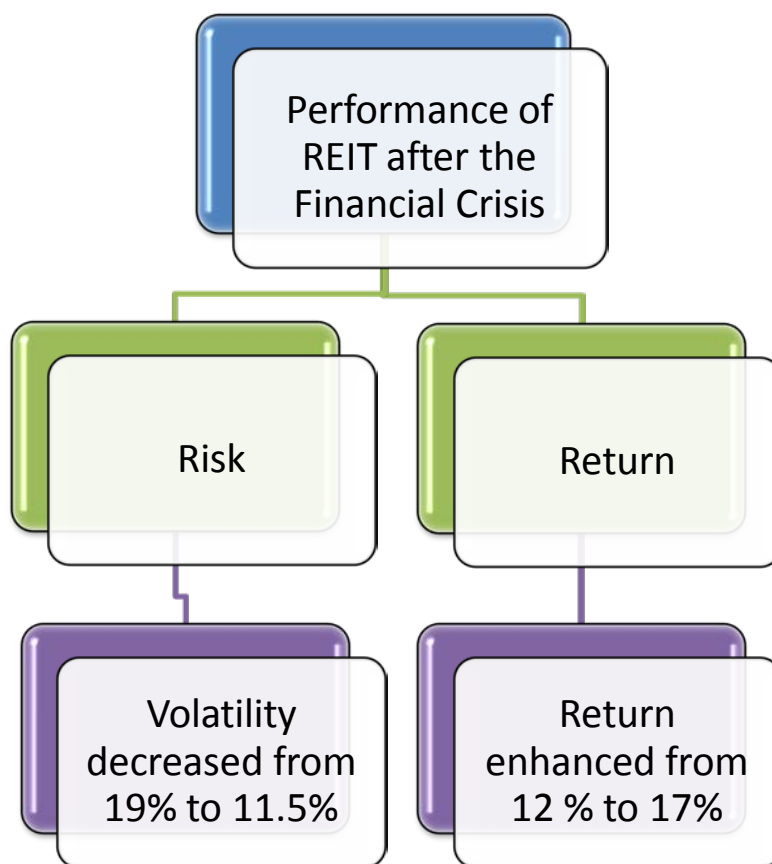 Performance of
REIT after the
Financial Crisis
Risk
Return
Volatility
decreased from
19% to 11.5%
Return
enhanced from
12 % to 17%